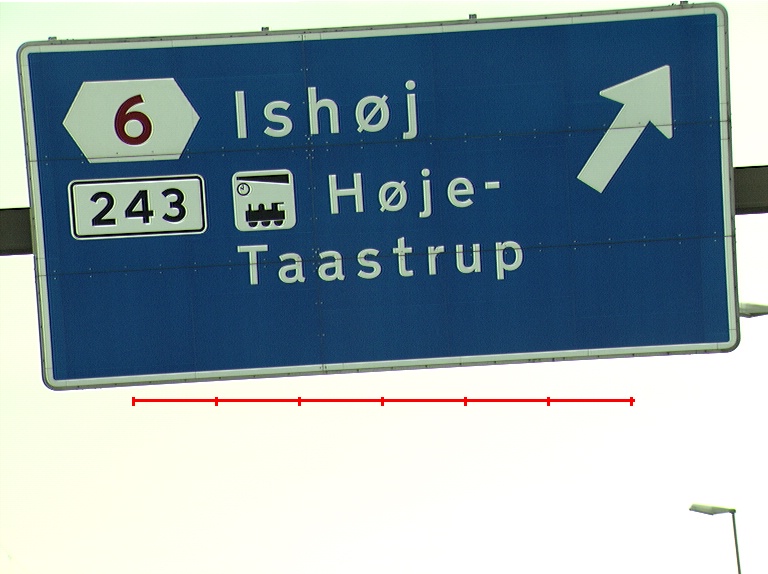 6 Ishøj
243 Høje-
Taastrup